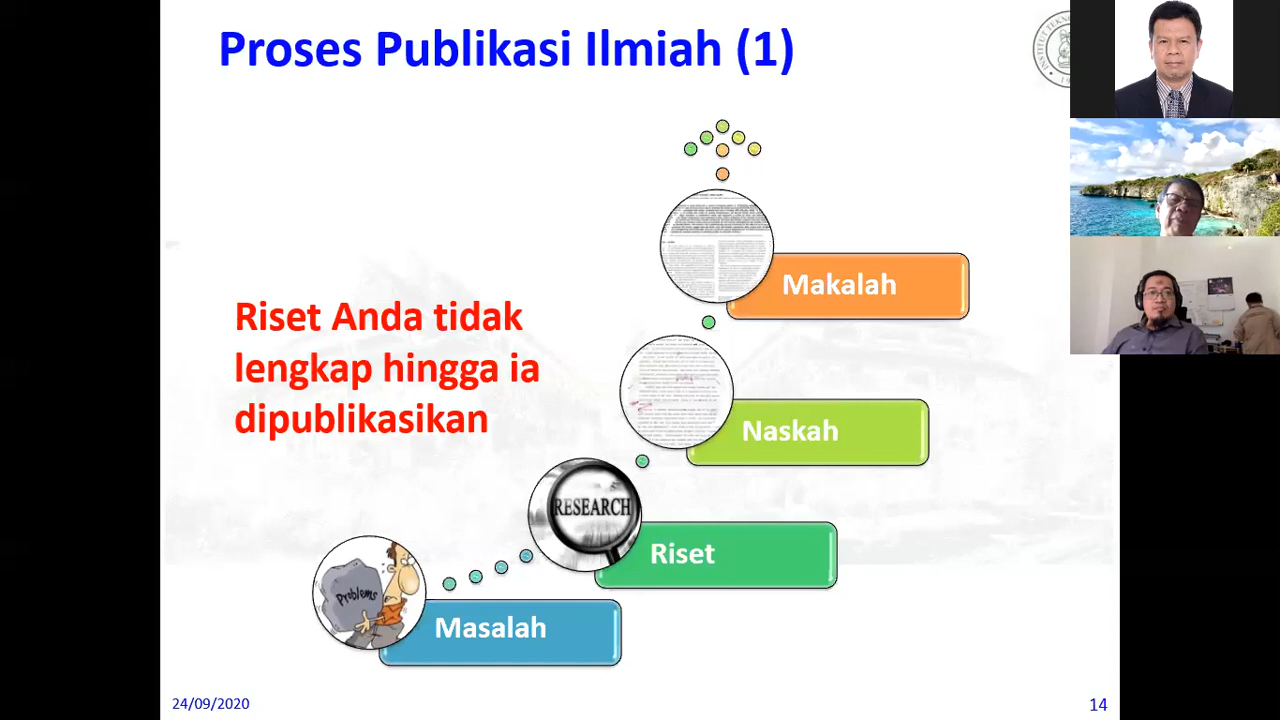 Proses Publikasi Ilmiah (1)
Makalah
Riset Anda tidak
lengkap hingga ia
dipublikasikan
Naskah
RESEARCH
Riset
Problems
Masalah
24/09/2020
14